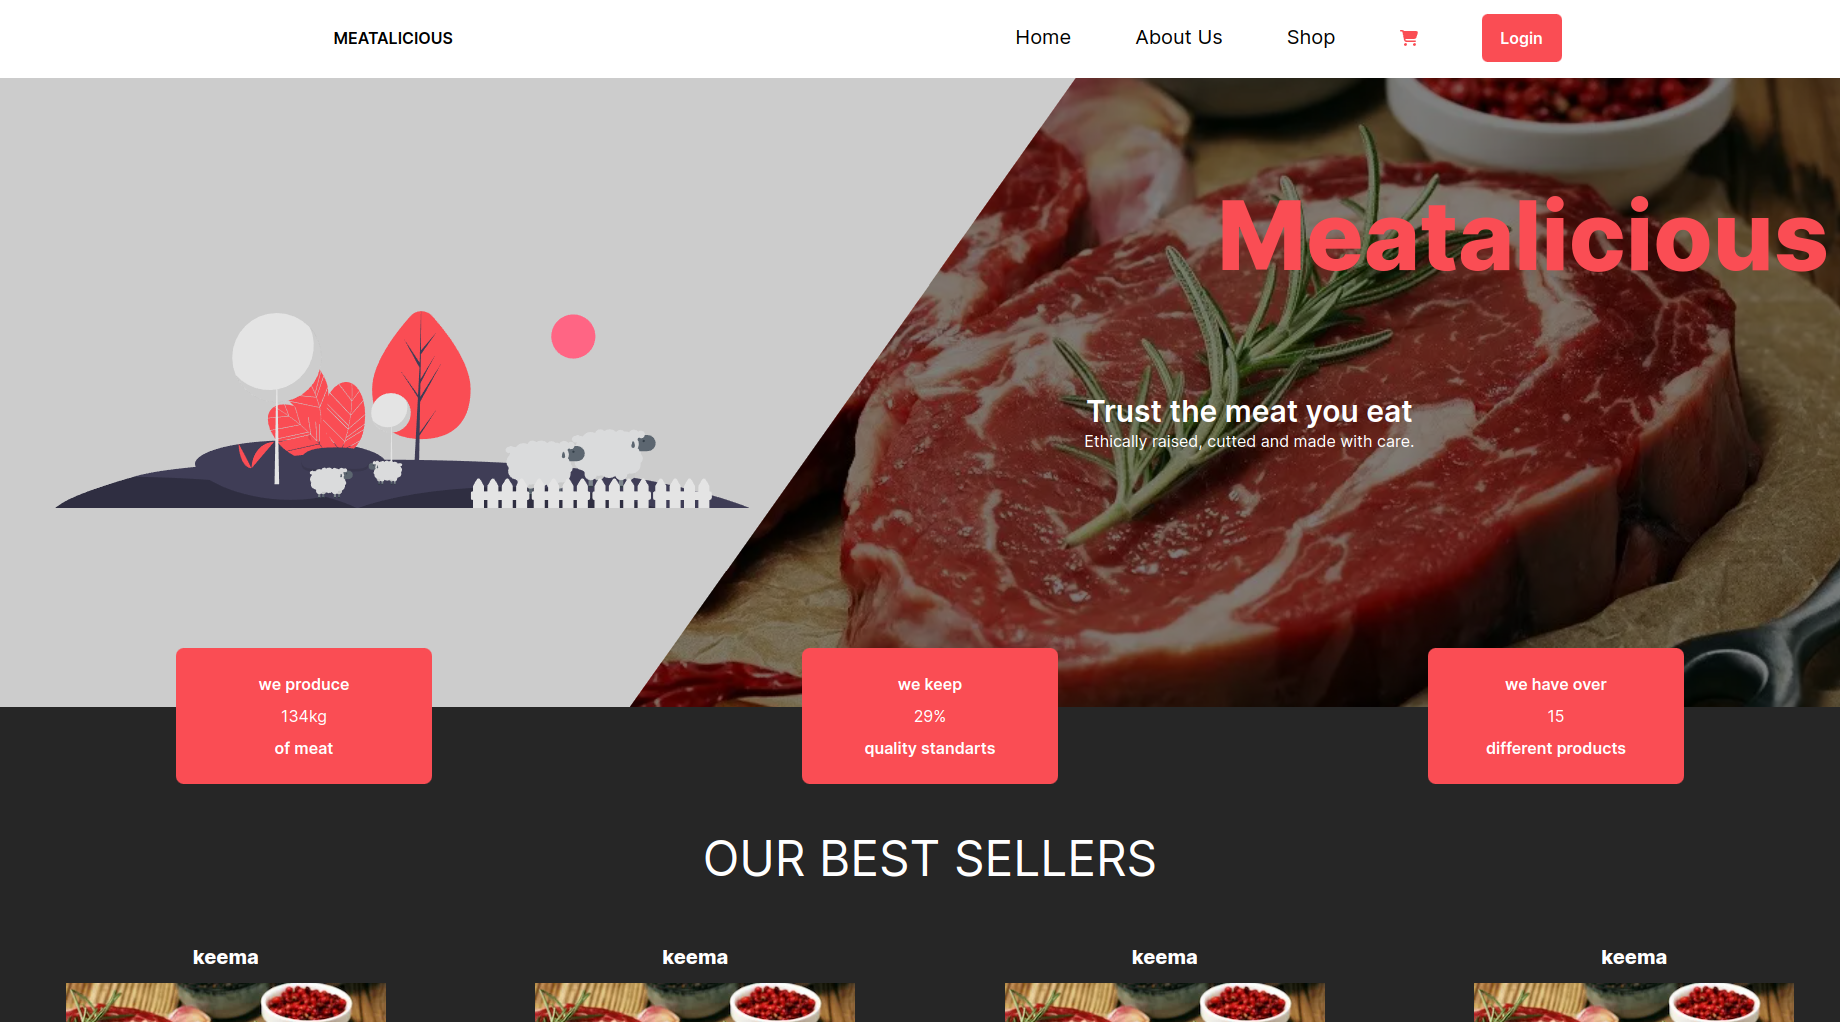 MEATALICIOUS
Home About Us Shop Login
Meatalicious
Trust the meat you eat
Ethically raised, cutted and made with care.
we produce
134kg
of meat
we keep
29%
quality standarts
we have over
15
different products
OUR BEST SELLERS
keema keema keema keema